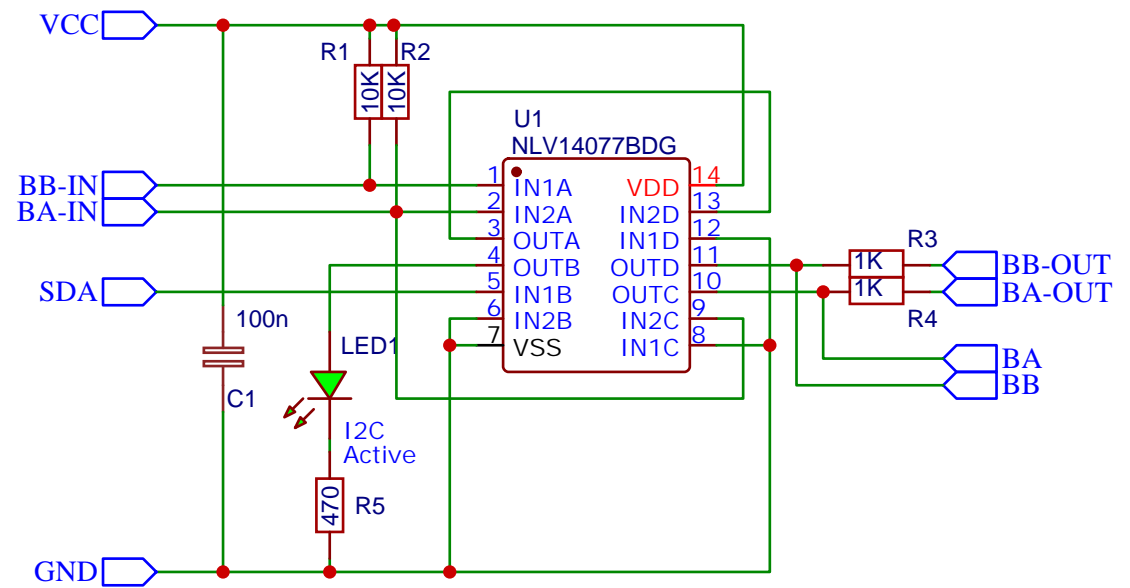 VCC
R1
R2
10K
10K
U1
NLV14077BDG
BB-IN
BA-IN
SDA
1
IN1A
2
IN2A
3
OUTA
4
OUTB
5
IN1B
6
IN2B
7
VSS
14
VDD
13
IN2D
12
IN1D
11
OUTD
10
OUTC
9
IN2C
8
IN1C
R3
1K
BB-OUT
1K
BA-OUT
R4
BA
BB
100n
C1
LED1
I2C
Active
470
R5
GND